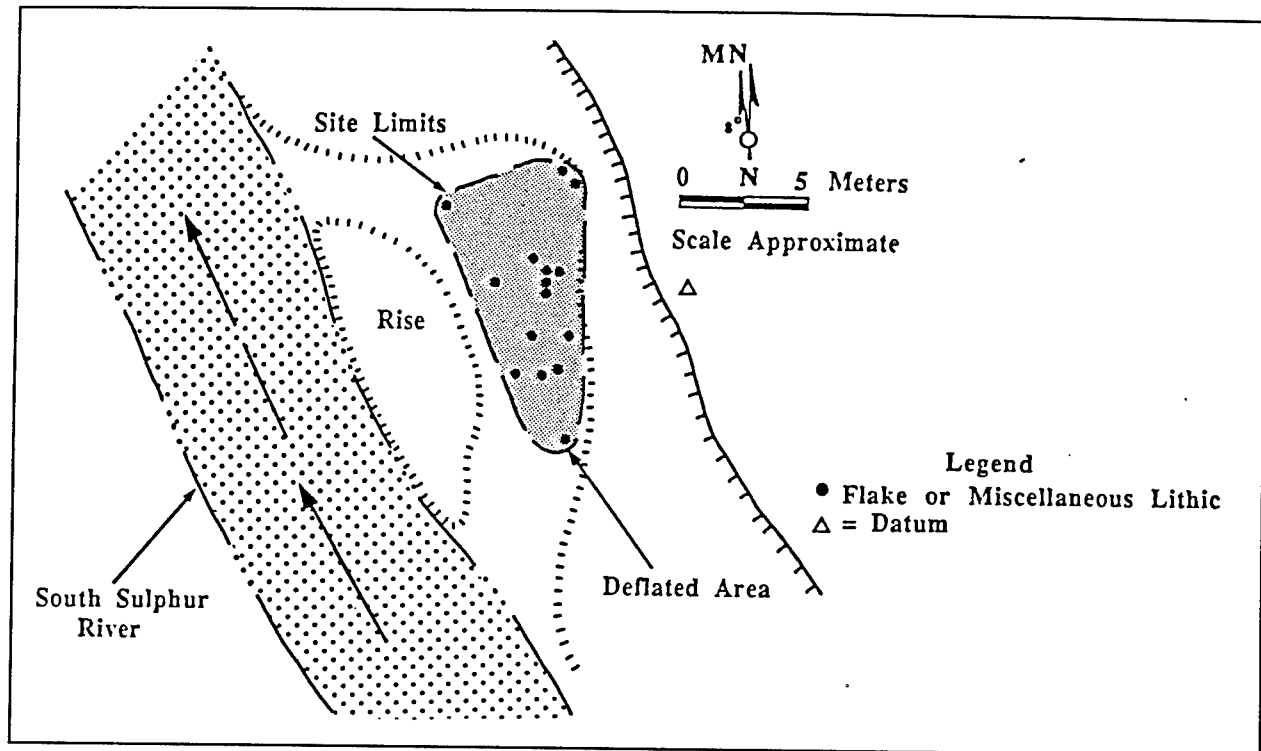 MN
8°
Site Limits
0 N 5 Meters
Scale Approximate
Rise
Legend
● Flake or Miscellaneous Lithic
△ = Datum
Deflated Area
South Sulphur
River